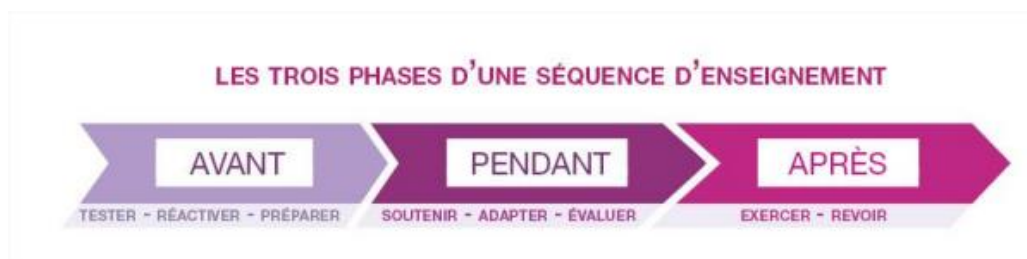 LES TROIS PHASES D'UNE SÉQUENCE D'ENSEIGNEMENT
AVANT
PENDANT
APRÈS
TESTER - RÉACTIVER - PRÉPARER
SOUTENIR - ADAPTER - ÉVALUER
EXERCER - REVOIR